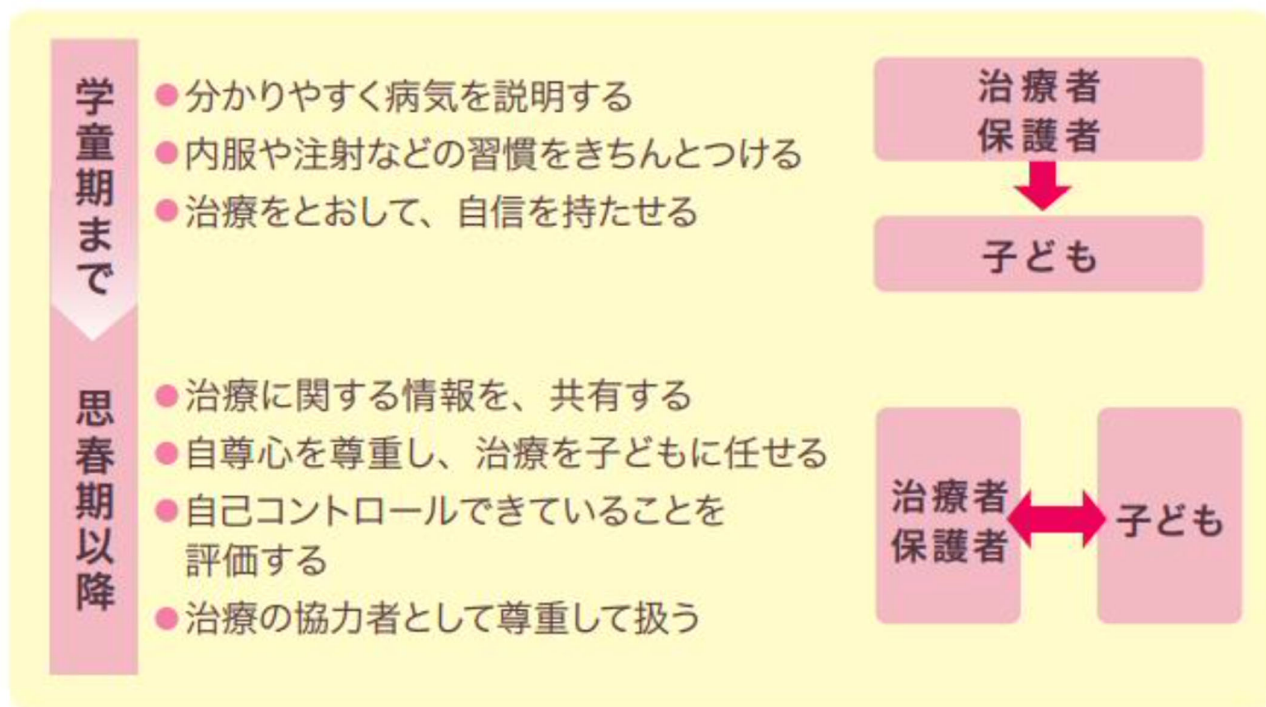 学童期まで
●分かりやすく病気を説明する
●内服や注射などの習慣をきちんとつける
●治療をとおして、自信を持たせる
治療者
保護者
子ども
思春期以降
●治療に関する情報を、共有する
●自尊心を尊重し、治療を子どもに任せる
●自己コントロールできていることを
評価する
●治療の協力者として尊重して扱う
治療者
保護者
子ども